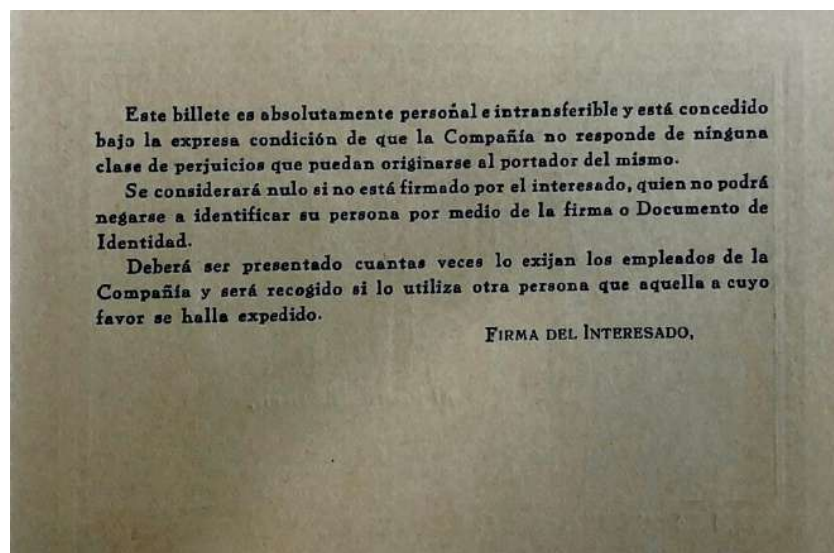 Este billete es absolutamente personal e intransferible y está concedido
bajo la expresa condición de que la Compañía no responde de ninguna
clase de perjuicios que puedan originarse al portador del mismo.
Se considerará nulo si no está firmado por el interesado, quien no podrá
negarse a identificar su persona por medio de la firma o Documento de
Identidad.
Deberá ser presentado cuantas veces lo exijan los empleados de la
Compañía y será recogido si lo utiliza otra persona que aquella a cuyo
favor se halla expedido.
FIRMA DEL INTERESADO,